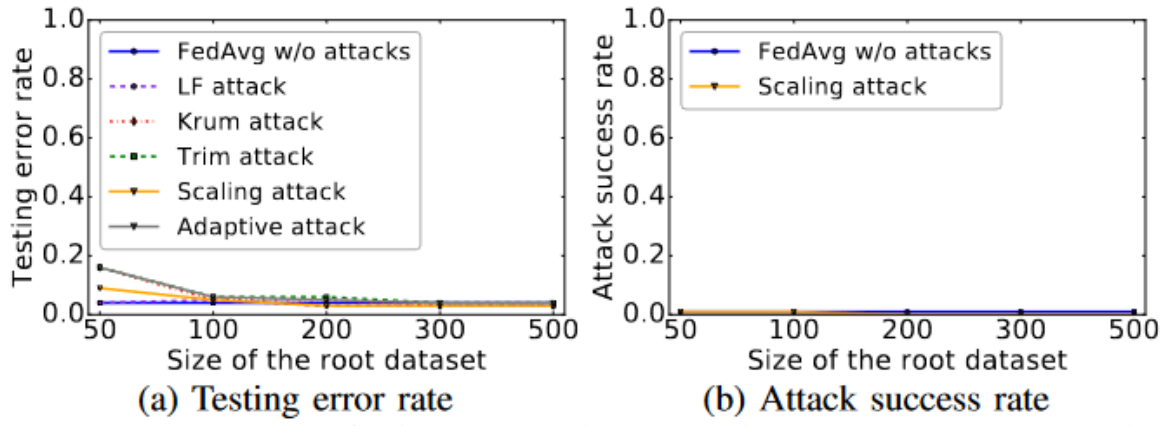 Testing error rate
1.0
0.8
0.6
0.4
0.2
0.0
FedAvg w/o attacks
LF attack
Krum attack
Trim attack
Scaling attack
Adaptive attack
50 100 200 300 500
Size of the root dataset
(a) Testing error rate
Attack success rate
1.0
0.8
0.6
0.4
0.2
0.0
FedAvg w/o attacks
Scaling attack
50 100 200 300 500
Size of the root dataset
(b) Attack success rate